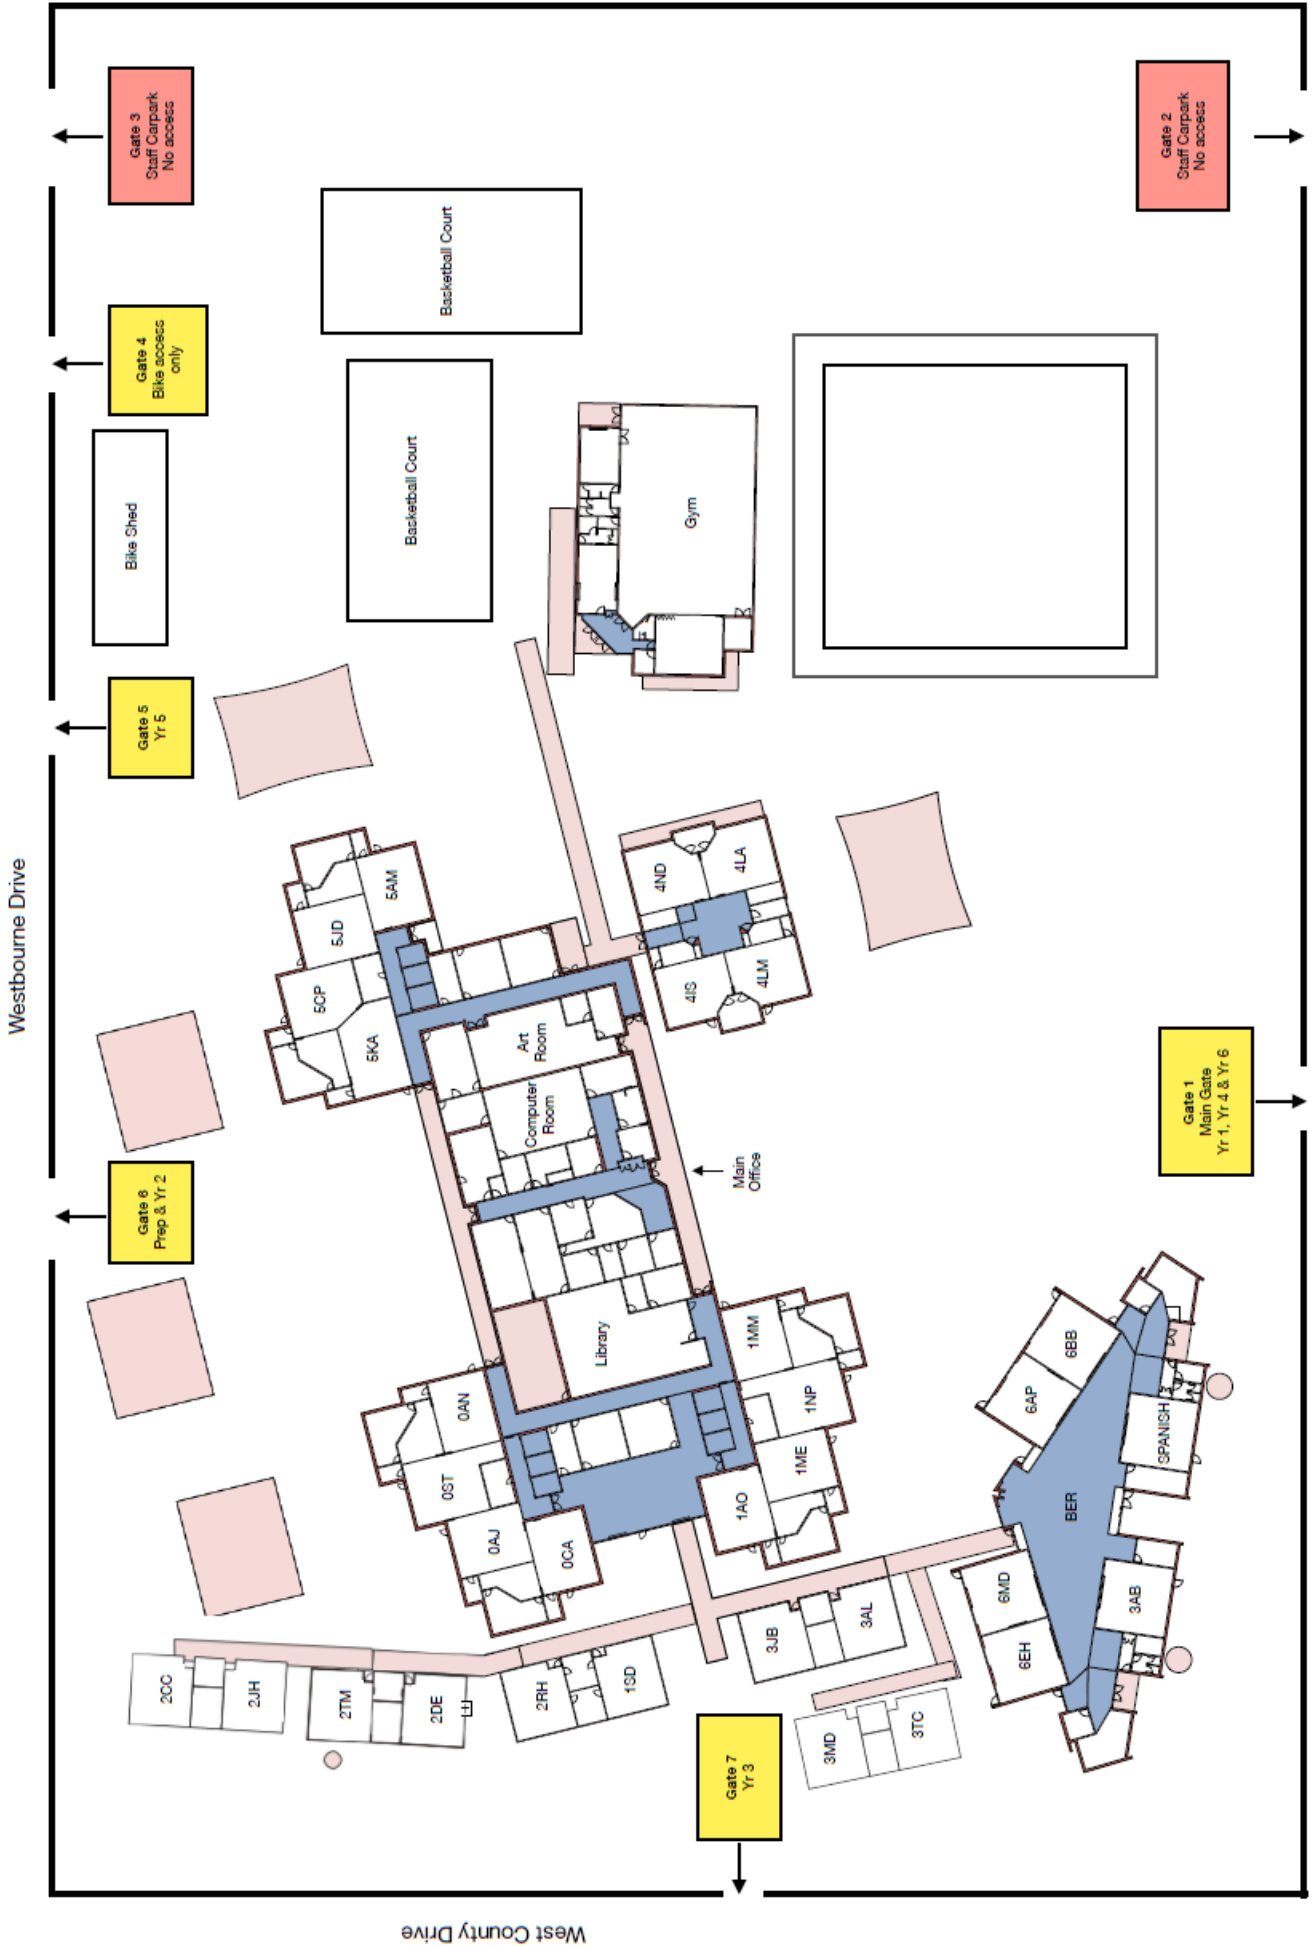 Westbourne Drive
Gate 3
Staff Carpark
No access
Gate 2
Staff Carpark
No access
Gate 4
Bike access
only
Basketball Court
Bike Shed
Basketball Court
Gym
Gate 5
Yr 5
5AM
5JD
5CP
5KA
4ND
4LA
4IS
4LM
Art
Room
Computer
Room
Main
Office
Gate 1
Main Gate
Yr 1, Yr 4 & Yr 6
Gate 6
Prep & Yr 2
Library
0AN
0ST
0AJ
0CA
1MM
1NP
1ME
1AO
6BB
6AP
SPANISH
BER
6MD
6EH
3AB
2CC
2JH
2TM
2DE
2RH
1SD
3JB
3AL
3MD
3TC
Gate 7
Yr 3
West County Drive